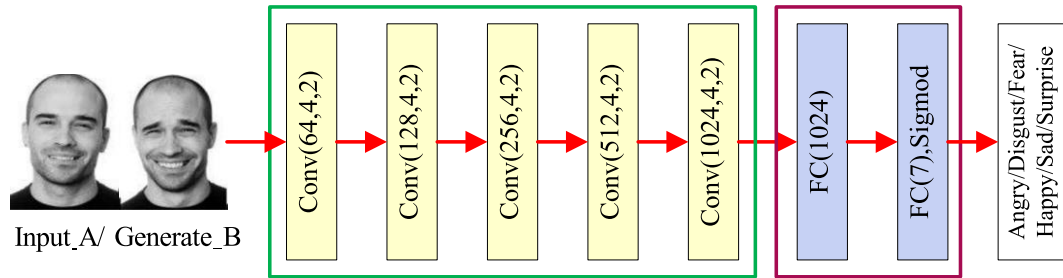 Input_A/ Generate_B
Conv(64,4,2)
Conv(128,4,2)
Conv(256,4,2)
Conv(512,4,2)
Conv(1024,4,2)
FC(1024)
FC(7),Sigmod
Angry/Disgust/Fear/
Happy/Sad/Surprise